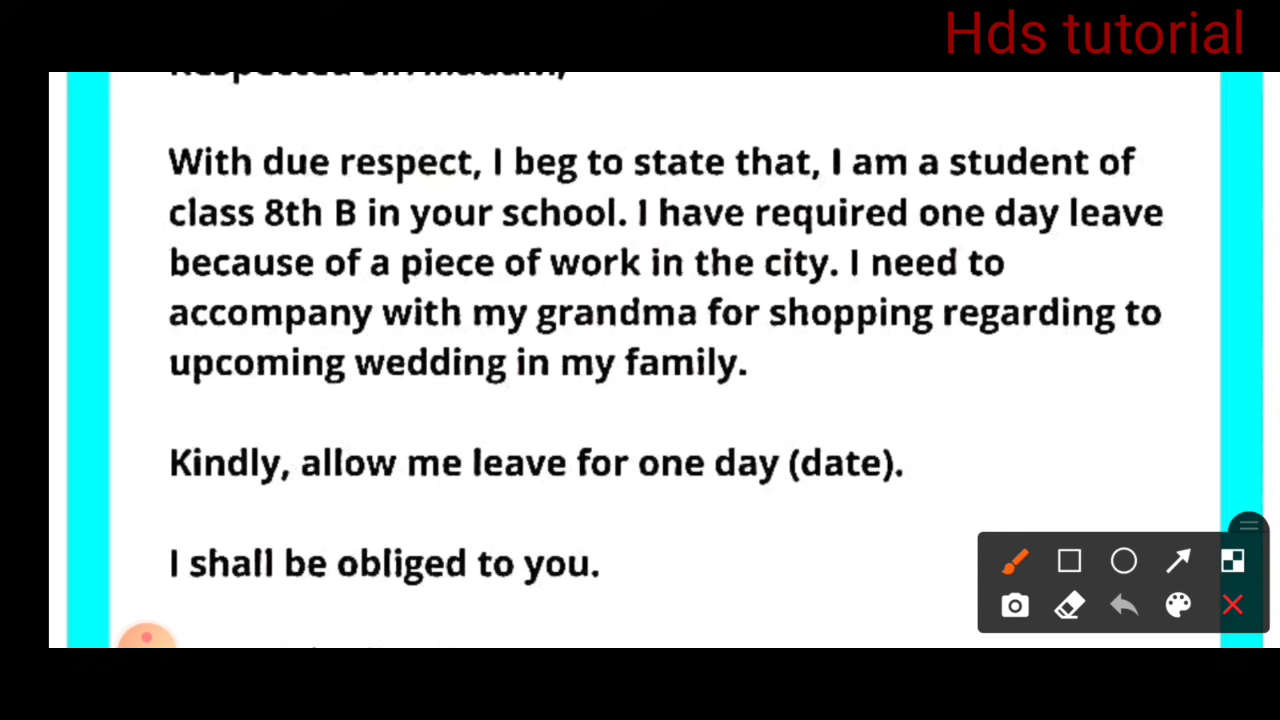 Hds tutorial
With due respect, I beg to state that, I am a student of
class 8th B in your school. I have required one day leave
because of a piece of work in the city. I need to
accompany with my grandma for shopping regarding to
upcoming wedding in my family.
Kindly, allow me leave for one day (date).
I shall be obliged to you.